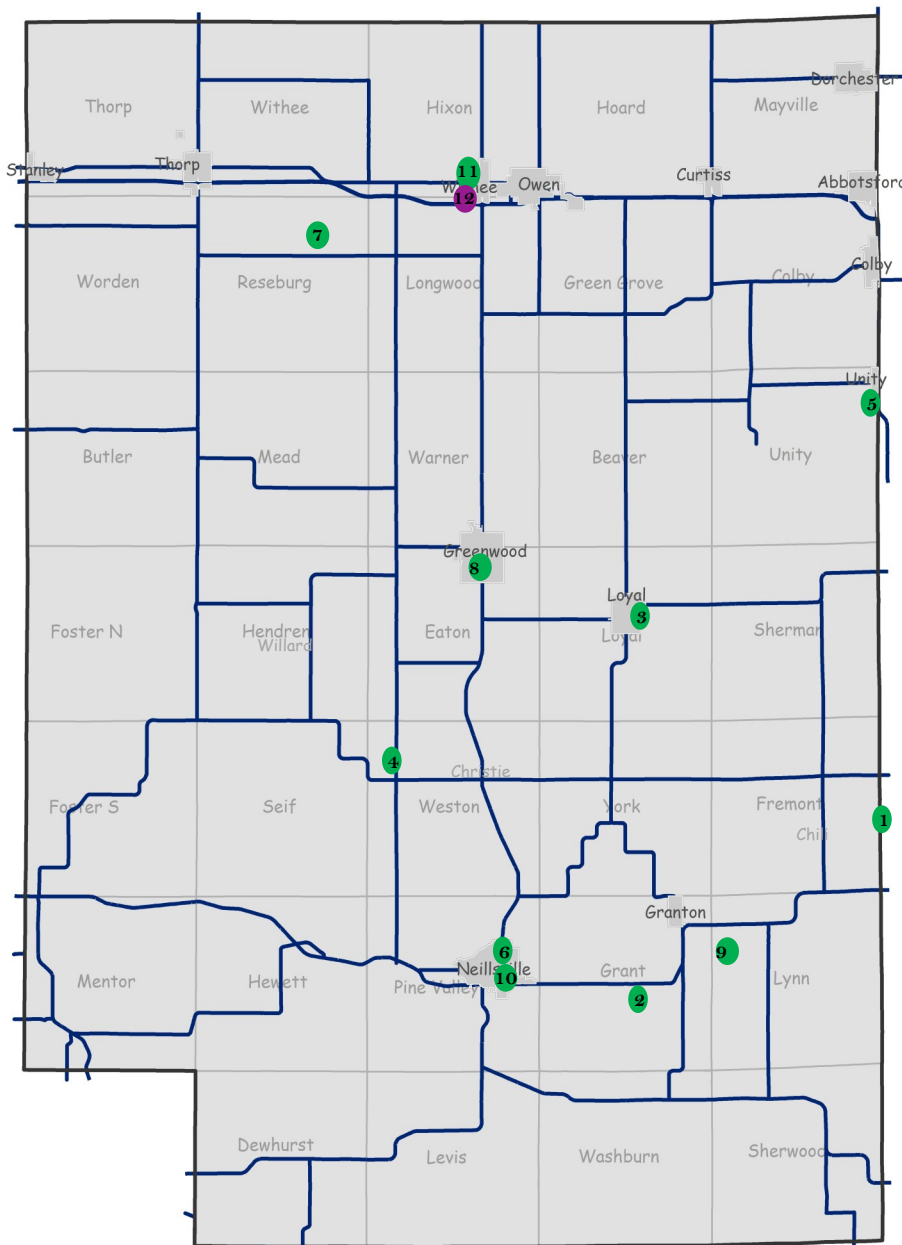 Dorchester
Thorp
Withee
Hixon
Hoard
Mayville
Stanley
Thorp
11
Withee
12
Owen
Curtiss
Abbotsford
7
Colby
Worden
Reseburg
Longwood
Green Grove
Colby
Unity
5
Butler
Mead
Warner
Beaver
Unity
Greenwood
8
Loyal
3
Foster N
Hendren
Willard
Eaton
Loyal
Sherman
4
Christie
Foster S
Seif
Weston
York
Fremont
Chili
1
Granton
6
9
Neillsville
10
Mentor
Hewett
Pine Valley
Grant
2
Lynn
Dewhurst
Levis
Washburn
Sherwood